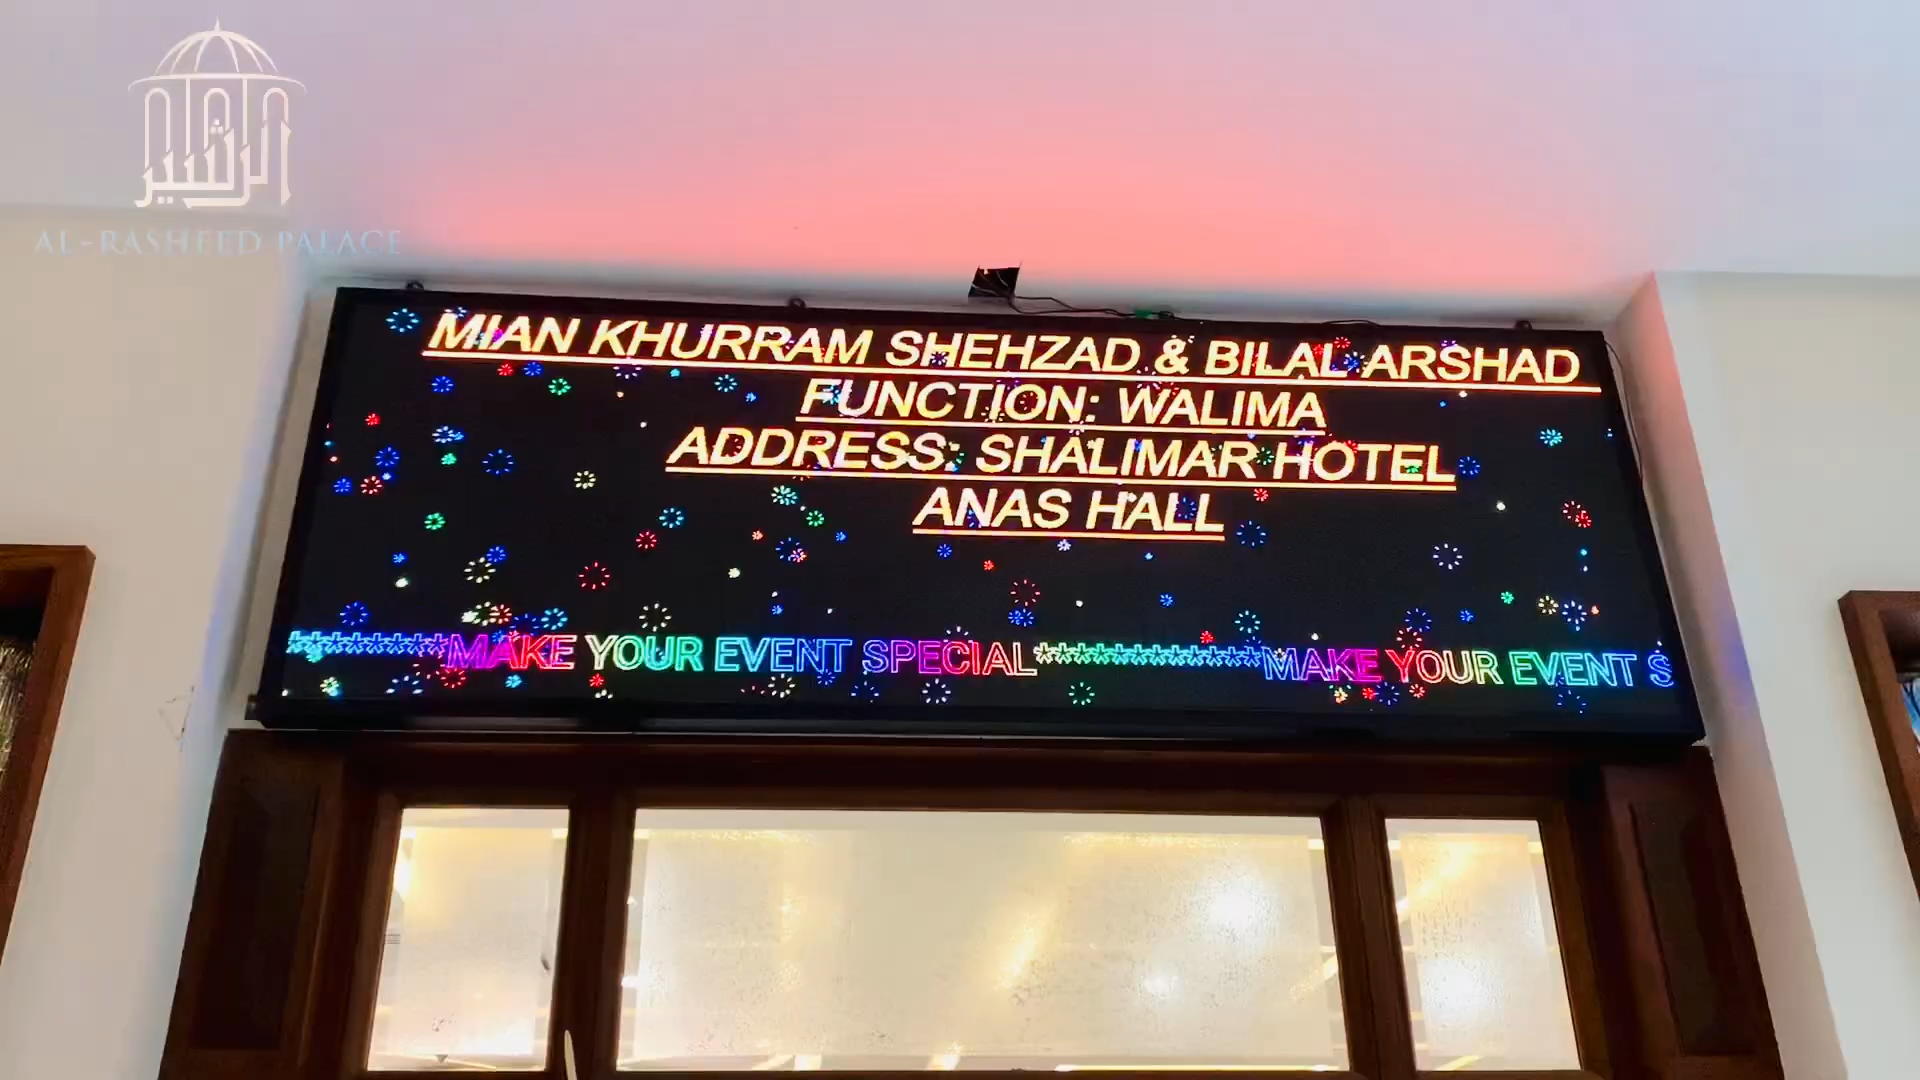 الرشید
AL-RASHEED PALACE
MIAN KHURRAM SHEHZAD & BILAL ARSHAD
FUNCTION: WALIMA
ADDRESS: SHALIMAR HOTEL
ANAS HALL
*******MAKE YOUR EVENT SPECIAL***********MAKE YOUR EVENT S